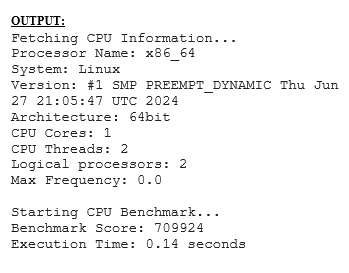 OUTPUT:
Fetching CPU Information...
Processor Name: x86_64
System: Linux
Version: #1 SMP PREEMPT_DYNAMIC Thu Jun
27 21:05:47 UTC 2024
Architecture: 64bit
CPU Cores: 1
CPU Threads: 2
Logical processors: 2
Max Frequency: 0.0
Starting CPU Benchmark...
Benchmark Score: 709924
Execution Time: 0.14 seconds